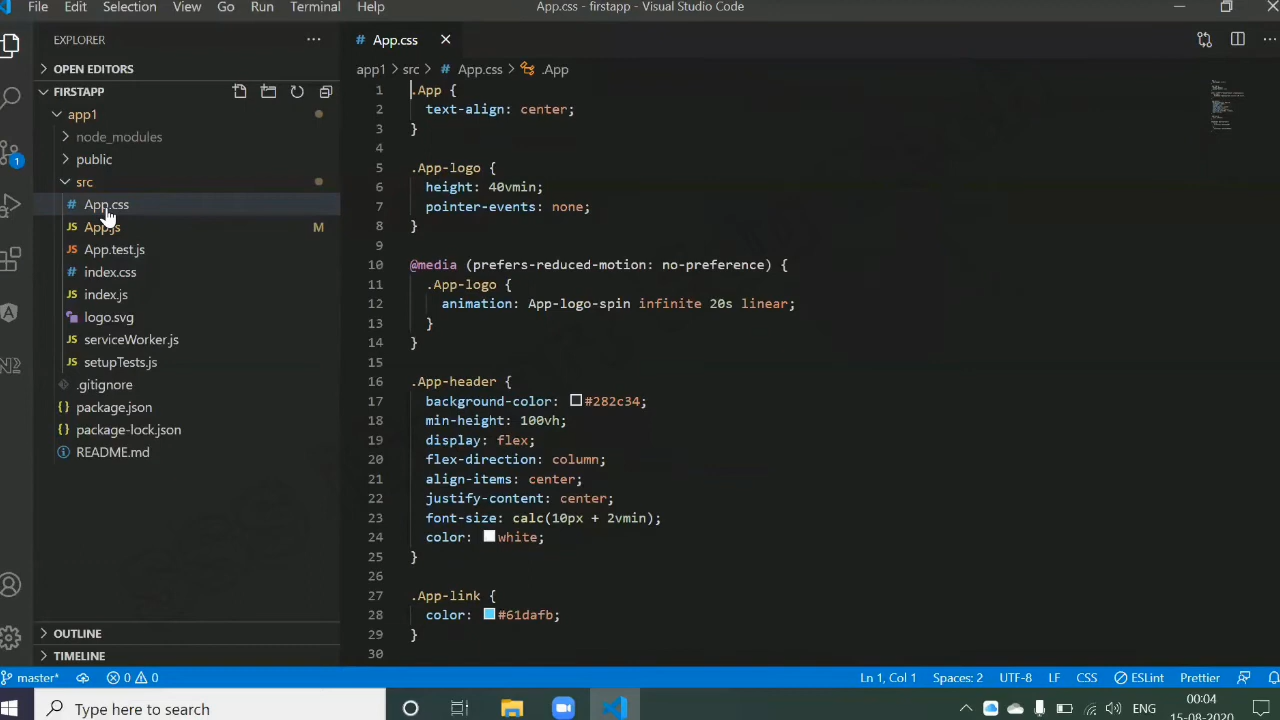 File Edit Selection View Go Run Terminal Help App.css - firstapp - Visual Studio Code
EXPLORER ···
OPEN EDITORS
FIRSTAPP
app1
node_modules
public
src
# App.css
JS App.js M
JS App.test.js
# index.css
JS index.js
logo.svg
JS serviceWorker.js
JS setupTests.js
.gitignore
{} package.json
{} package-lock.json
README.md
OUTLINE
TIMELINE
1
# App.css
app1 > src > # App.css > .App
1 .App {
2 text-align: center;
3 }
4
5 .App-logo {
6 height: 40vmin;
7 pointer-events: none;
8 }
9
10 @media (prefers-reduced-motion: no-preference) {
11 .App-logo {
12 animation: App-logo-spin infinite 20s linear;
13 }
14 }
15
16 .App-header {
17 background-color: #282c34;
18 min-height: 100vh;
19 display: flex;
20 flex-direction: column;
21 align-items: center;
22 justify-content: center;
23 font-size: calc(10px + 2vmin);
24 color: white;
25 }
26
27 .App-link {
28 color: #61dafb;
29 }
30
master* 0 0 Ln 1, Col 1 Spaces: 2 UTF-8 LF CSS ESLint Prettier
Type here to search
ENG
00:04
15-08-2020